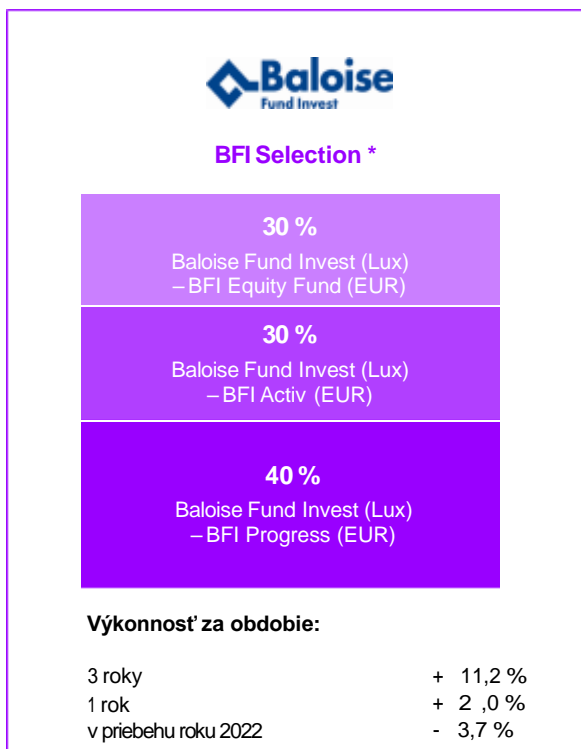 Baloise
Fund Invest
BFI Selection *
30 %
Baloise Fund Invest (Lux)
– BFI Equity Fund (EUR)
30 %
Baloise Fund Invest (Lux)
– BFI Activ (EUR)
40 %
Baloise Fund Invest (Lux)
– BFI Progress (EUR)
Výkonnosť za obdobie:
3 roky + 11,2 %
1 rok + 2 ,0 %
v priebehu roku 2022 - 3,7 %